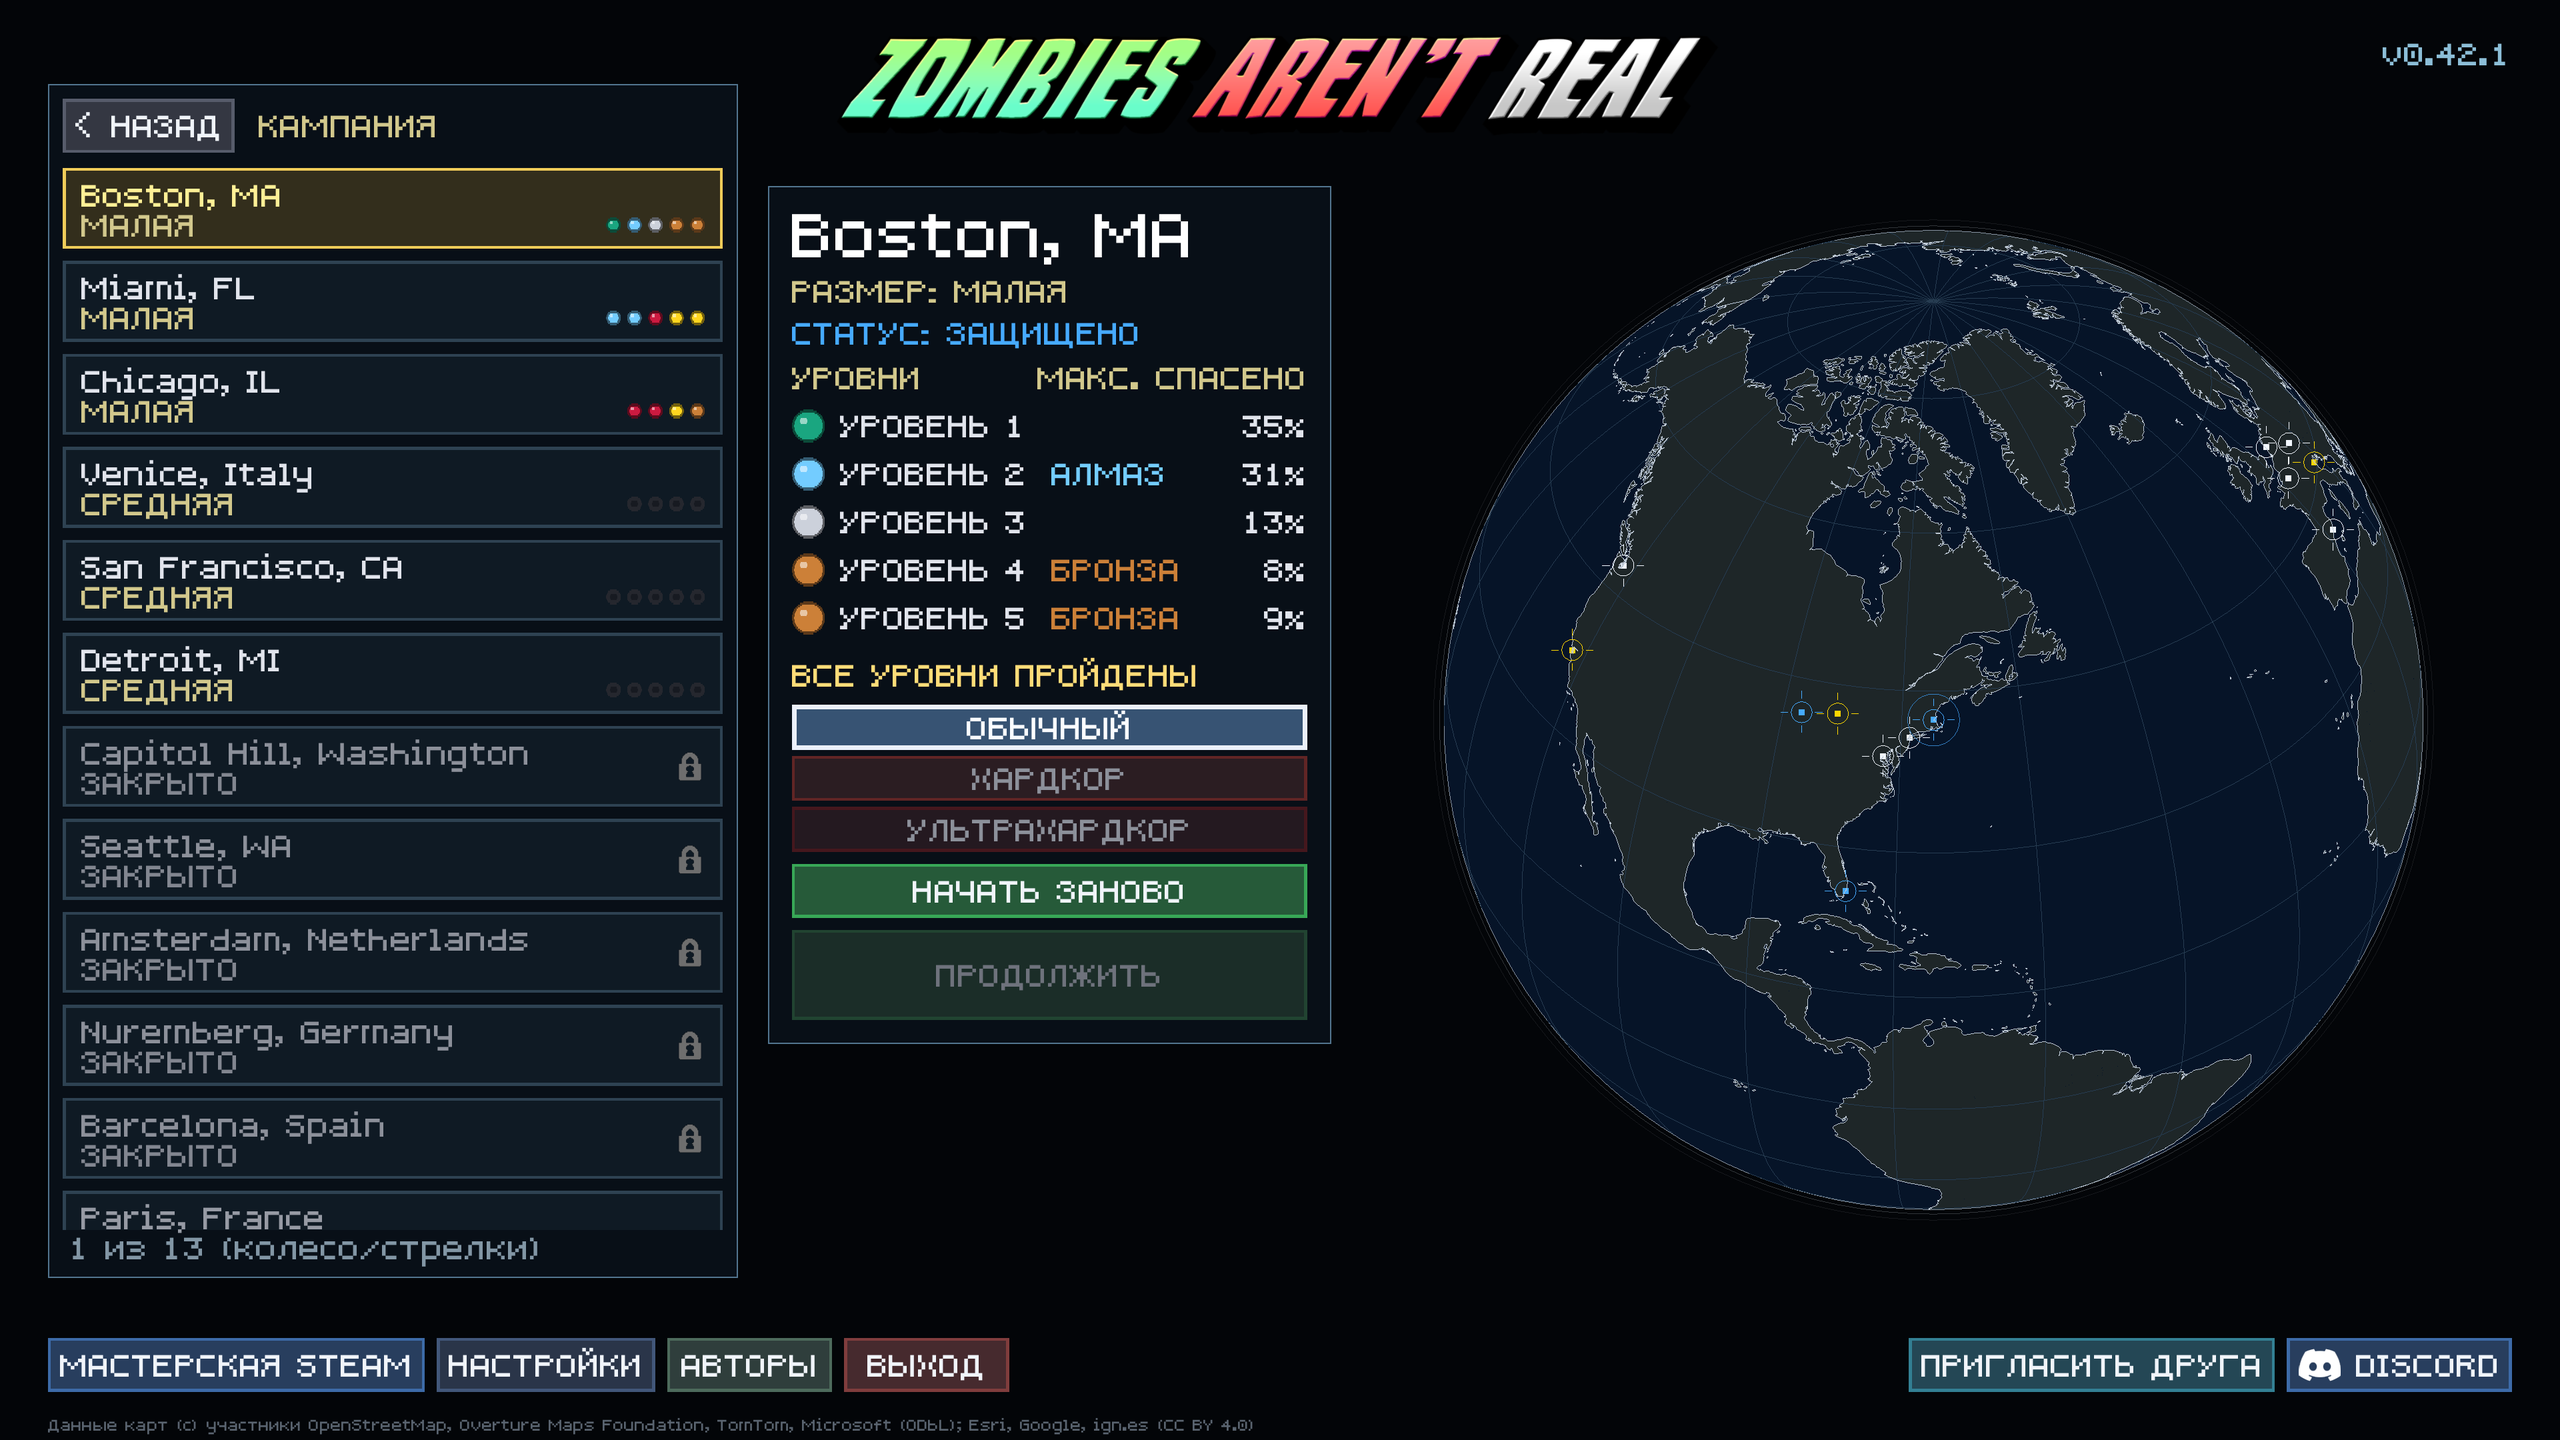 ZOMBIES AREN'T REAL
v0.42.1
< НАЗАД
КАМПАНИЯ
Boston, MA
МАЛАЯ
Miami, FL
МАЛАЯ
Chicago, IL
МАЛАЯ
Venice, Italy
СРЕДНЯЯ
San Francisco, CA
СРЕДНЯЯ
Detroit, MI
СРЕДНЯЯ
Capitol Hill, Washington
ЗАКРЫТО
Seattle, WA
ЗАКРЫТО
Amsterdam, Netherlands
ЗАКРЫТО
Nuremberg, Germany
ЗАКРЫТО
Barcelona, Spain
ЗАКРЫТО
Paris, France
1 из 13 (колесо/стрелки)
Boston, MA
РАЗМЕР: МАЛАЯ
СТАТУС: ЗАЩИЩЕНО
УРОВНИ МАКС. СПАСЕНО
УРОВЕНЬ 1 35%
УРОВЕНЬ 2 АЛМАЗ 31%
УРОВЕНЬ 3 13%
УРОВЕНЬ 4 БРОНЗА 8%
УРОВЕНЬ 5 БРОНЗА 9%
ВСЕ УРОВНИ ПРОЙДЕНЫ
ОБЫЧНЫЙ
ХАРДКОР
УЛЬТРАХАРДКОР
НАЧАТЬ ЗАНОВО
ПРОДОЛЖИТЬ
МАСТЕРСКАЯ STEAM
НАСТРОЙКИ
АВТОРЫ
ВЫХОД
ПРИГЛАСИТЬ ДРУГА
DISCORD
Данные карт (c) участники OpenStreetMap, Overture Maps Foundation, TomTom, Microsoft (ODbL); Esri, Google, ign.es (CC BY 4.0)